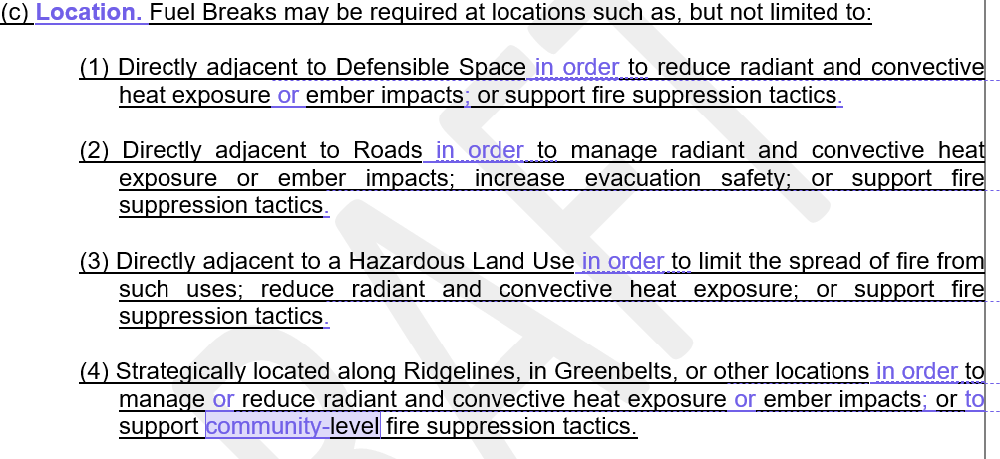 (c) Location. Fuel Breaks may be required at locations such as, but not limited to:
(1) Directly adjacent to Defensible Space in order to reduce radiant and convective
heat exposure or ember impacts; or support fire suppression tactics.
(2) Directly adjacent to Roads in order to manage radiant and convective heat
exposure or ember impacts; increase evacuation safety; or support fire
suppression tactics.
(3) Directly adjacent to a Hazardous Land Use in order to limit the spread of fire from
such uses; reduce radiant and convective heat exposure; or support fire
suppression tactics.
(4) Strategically located along Ridgelines, in Greenbelts, or other locations in order to
manage or reduce radiant and convective heat exposure or ember impacts; or to
support community-level fire suppression tactics.
DRAFT